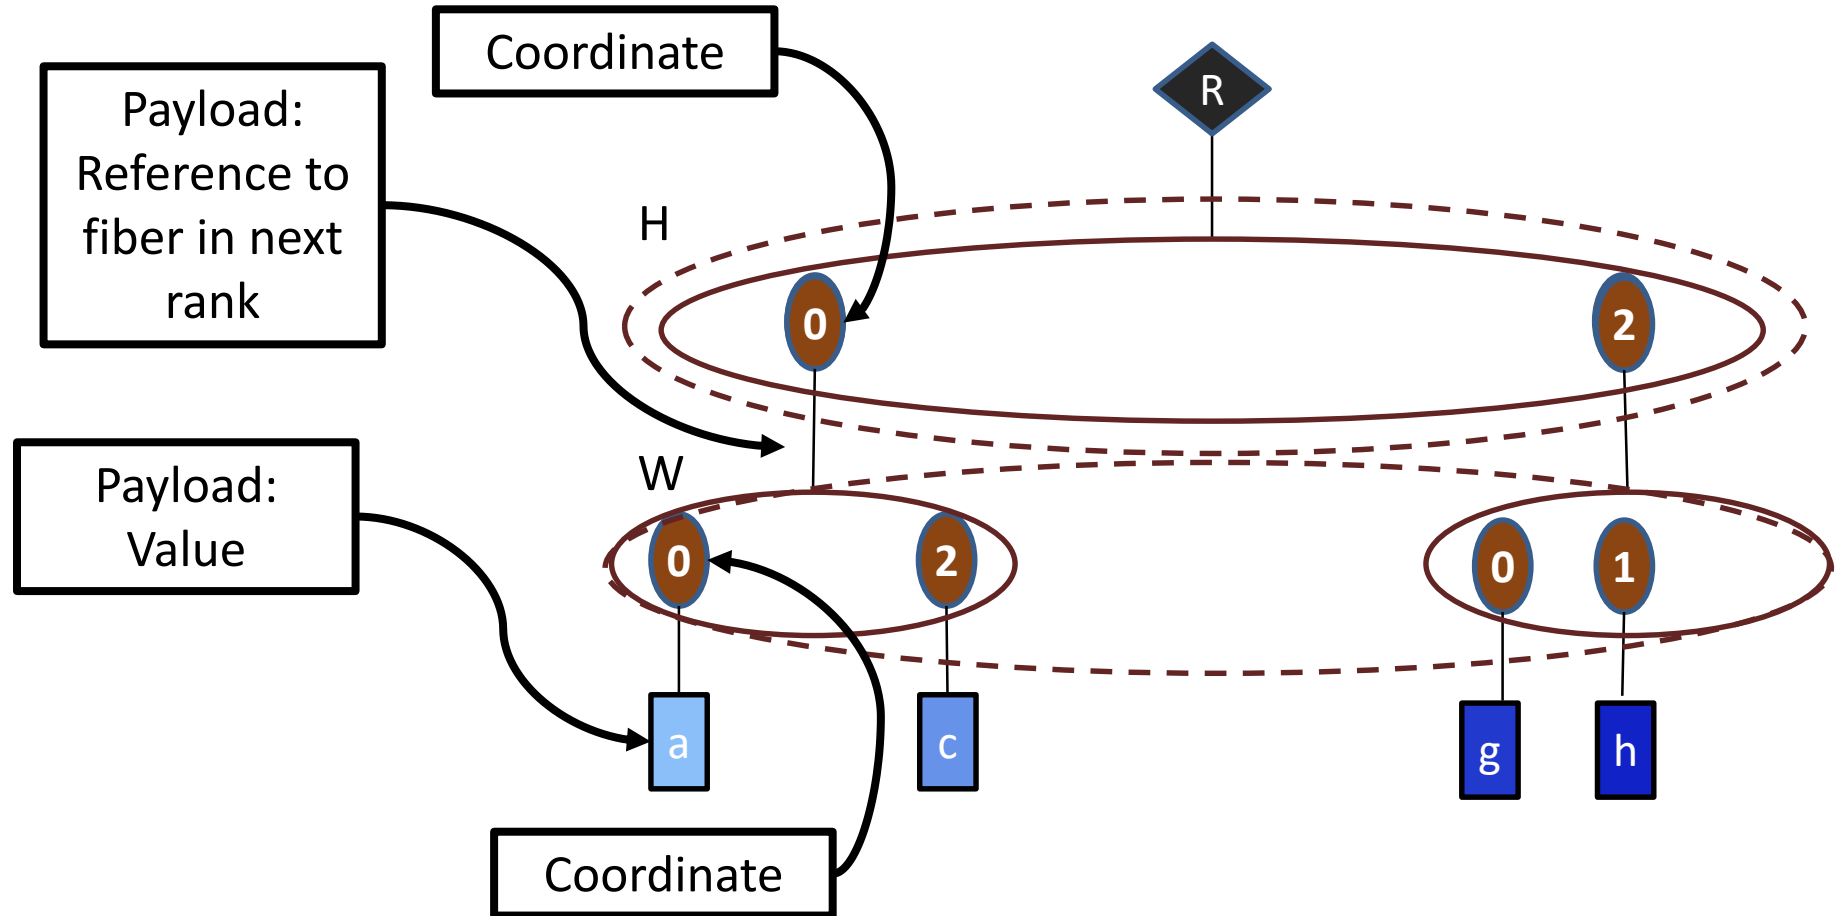 Coordinate
Payload:
Reference to
fiber in next
rank
R
H
0
2
W
Payload:
Value
0
2
0
1
a
c
g
h
Coordinate